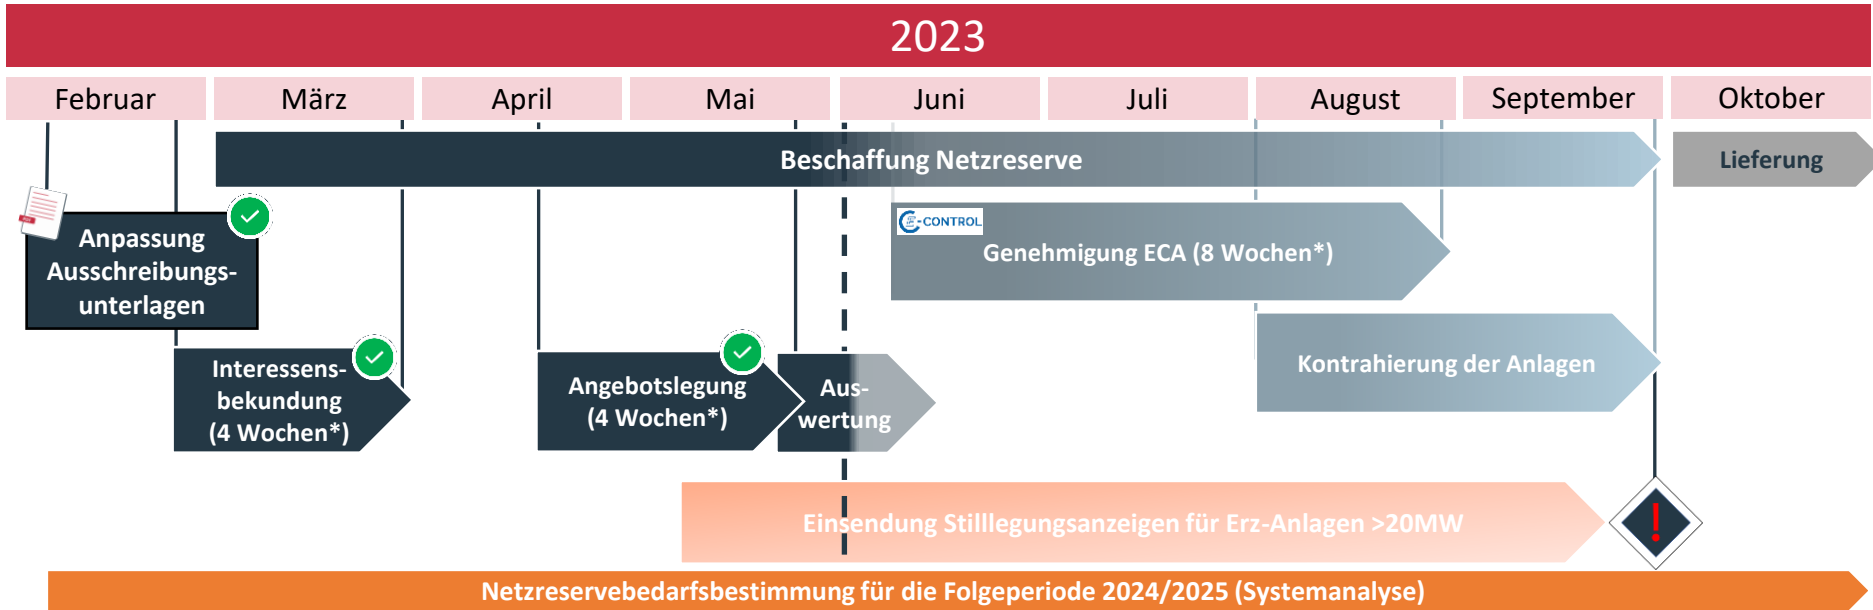 2023
Februar
März
April
Mai
Juni
Juli
August
September
Oktober
Beschaffung Netzreserve
Lieferung
Anpassung
Ausschreibungs-
unterlagen
E-CONTROL
Genehmigung ECA (8 Wochen*)
Interessens-
bekundung
(4 Wochen*)
Angebotslegung
(4 Wochen*)
Aus-
wertung
Kontrahierung der Anlagen
Einsendung Stilllegungsanzeigen für Erz-Anlagen >20MW
!
Netzreservebedarfsbestimmung für die Folgeperiode 2024/2025 (Systemanalyse)